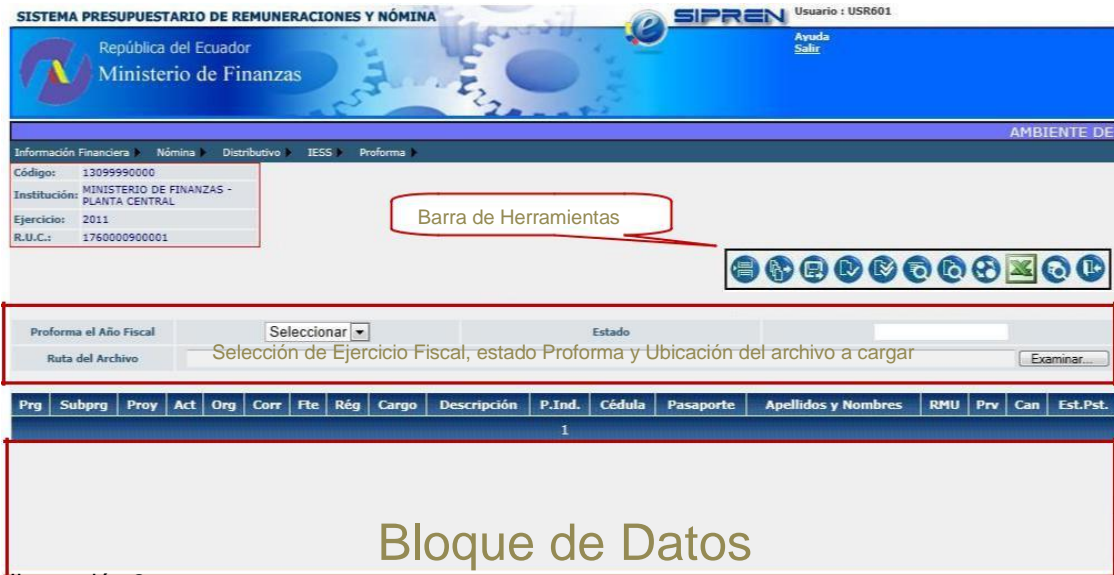 SISTEMA PRESUPUESTARIO DE REMUNERACIONES Y NÓMINA
e SIPREN
Usuario : USR601
República del Ecuador
Ministerio de Finanzas
Ayuda
Salir
AMBIENTE DE
Información Financiera Nómina Distributivo IESS Proforma
Código: 13099990000
Institución: MINISTERIO DE FINANZAS -
PLANTA CENTRAL
Ejercicio: 2011
R.U.C.: 1760000900001
Barra de Herramientas
Proforma el Año Fiscal Seleccionar Estado
Ruta del Archivo Selección de Ejercicio Fiscal, estado Proforma y Ubicación del archivo a cargar Examinar...
Prg Subprg Proy Act Org Corr Fte Rég Cargo Descripción P.Ind. Cédula Pasaporte Apellidos y Nombres RMU Prv Can Est.Pst.
1
Bloque de Datos